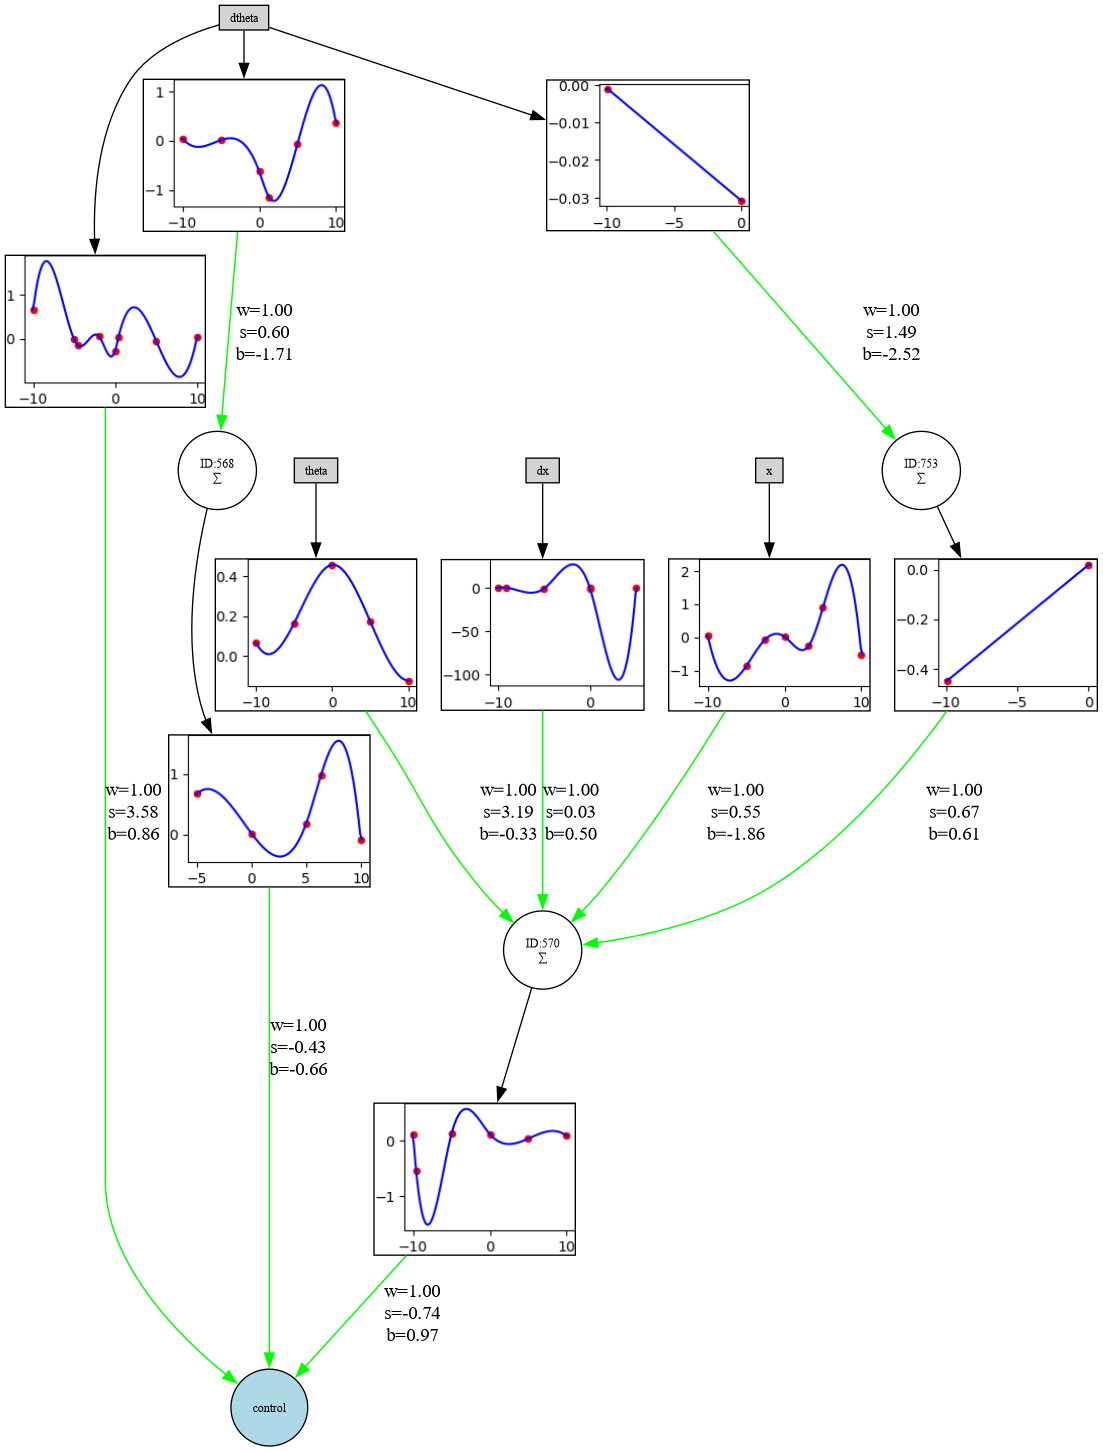 dtheta
1
0
−1
−10
0
10
0.00
−0.01
−0.02
−0.03
−10
−5
0
1
0
−10
0
10
w=1.00
s=0.60
b=-1.71
w=1.00
s=1.49
b=-2.52
ID:568
∑
theta
dx
x
ID:753
∑
0.4
0.2
0.0
−10
0
10
0
−50
−100
−10
0
2
1
0
−1
−10
0
10
0.0
−0.2
−0.4
−10
−5
0
1
0
−5
0
5
10
w=1.00
s=3.58
b=0.86
w=1.00
s=3.19
b=-0.33
w=1.00
s=0.03
b=0.50
w=1.00
s=0.55
b=-1.86
w=1.00
s=0.67
b=0.61
ID:570
∑
w=1.00
s=-0.43
b=-0.66
0
−1
−10
0
10
w=1.00
s=-0.74
b=0.97
control